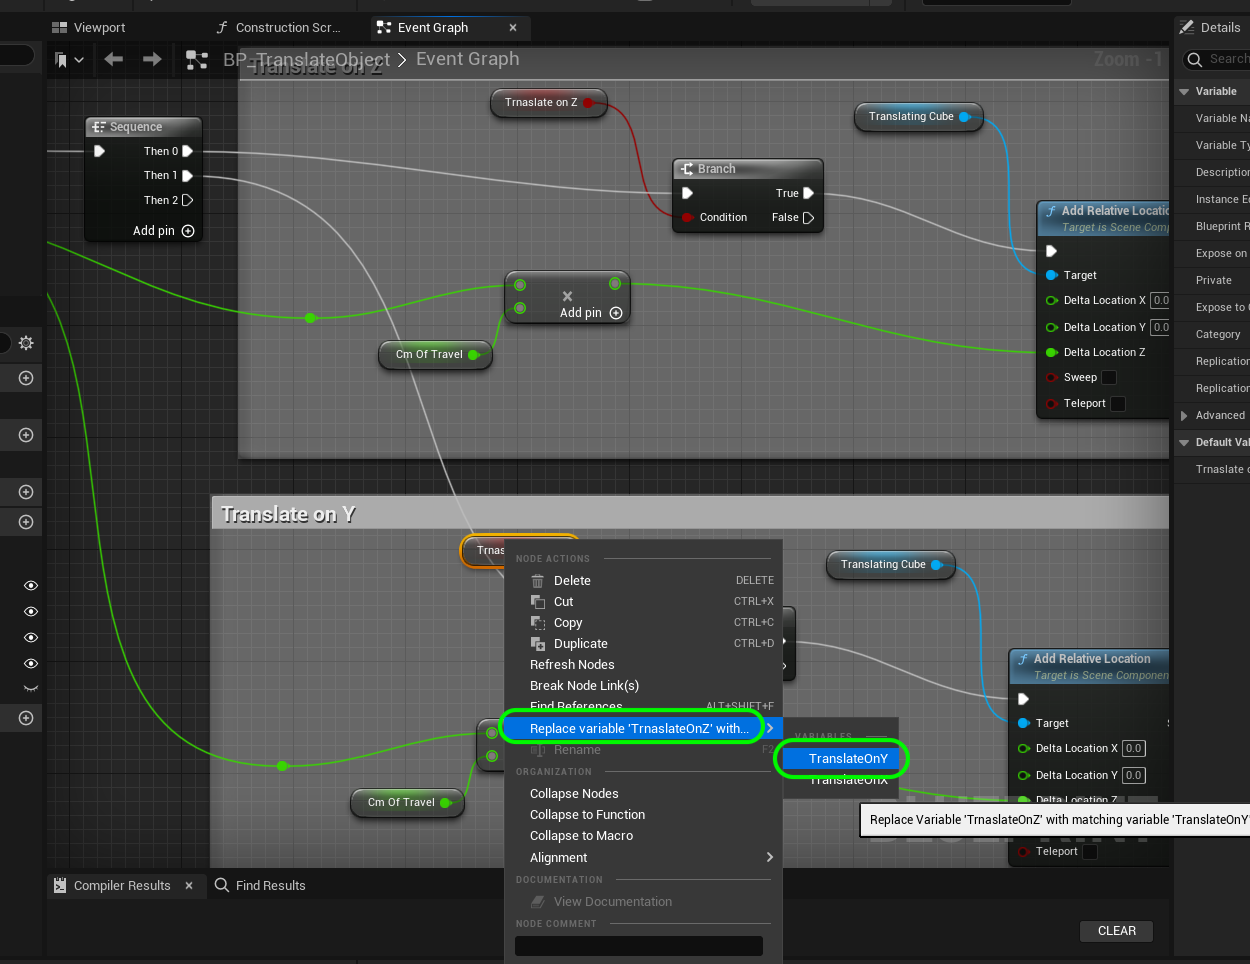 Viewport
Construction Scr...
Event Graph
Details
BP_TranslateObject
Event Graph
Zoom -1
Search
Translate on Z
Variable
Variable Na
Variable Ty
Description
Instance Ed
Blueprint R
Expose on
Private
Expose to C
Category
Replication
Replication
Advanced
Default Val
Trnaslate o
Sequence
Then 0
Then 1
Then 2
Add pin
Trnaslate on Z
Translating Cube
Branch
True
Condition
False
Add Relative Locatio
Target is Scene Comp
Target
Delta Location X
0.0
Delta Location Y
0.0
Delta Location Z
Sweep
Teleport
Add pin
Cm Of Travel
Translate on Y
Trnas
Translating Cube
NODE ACTIONS
Delete
DELETE
Cut
CTRL+X
Copy
CTRL+C
Duplicate
CTRL+D
Refresh Nodes
Break Node Link(s)
Find References
ALT+SHIFT+F
Replace variable 'TrnaslateOnZ' with...
Rename
F2
VARIABLES
TranslateOnY
TranslateOnX
Replace Variable 'TrnaslateOnZ' with matching variable 'TranslateOnY'
ORGANIZATION
Collapse Nodes
Collapse to Function
Collapse to Macro
Alignment
DOCUMENTATION
View Documentation
NODE COMMENT
Add Relative Location
Target is Scene Component
Target
Delta Location X
0.0
Delta Location Y
0.0
Delta Location Z
Teleport
Cm Of Travel
Compiler Results
Find Results
CLEAR